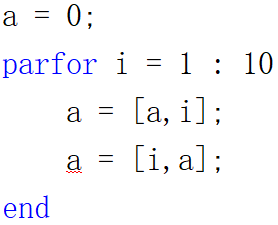 a = 0;
parfor i = 1 : 10
    a = [a,i];
    a = [i,a];
end